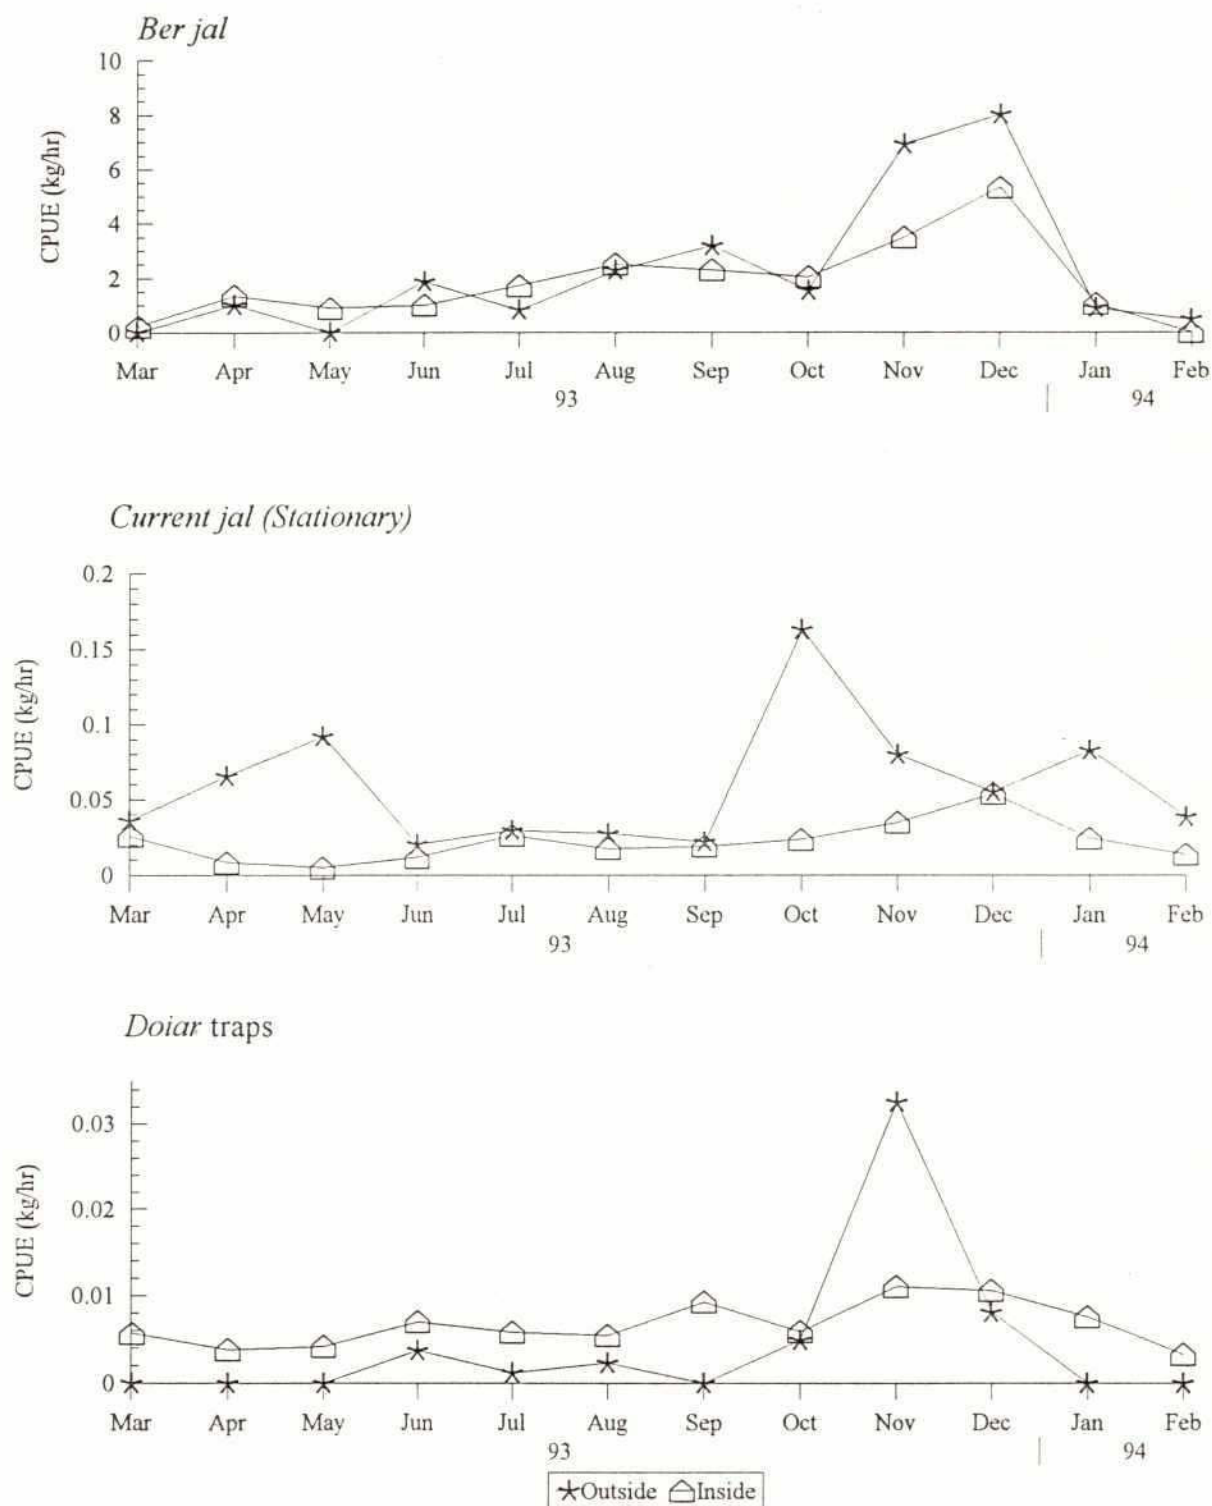 Ber jal
10
8
6
4
2
0
CPUE (kg/hr)
Mar Apr May Jun Jul Aug Sep Oct Nov Dec Jan Feb
93 94
Current jal (Stationary)
0.2
0.15
0.1
0.05
0
CPUE (kg/hr)
Mar Apr May Jun Jul Aug Sep Oct Nov Dec Jan Feb
93 94
Doiar traps
0.03
0.02
0.01
0
CPUE (kg/hr)
Mar Apr May Jun Jul Aug Sep Oct Nov Dec Jan Feb
93 94
Outside Inside